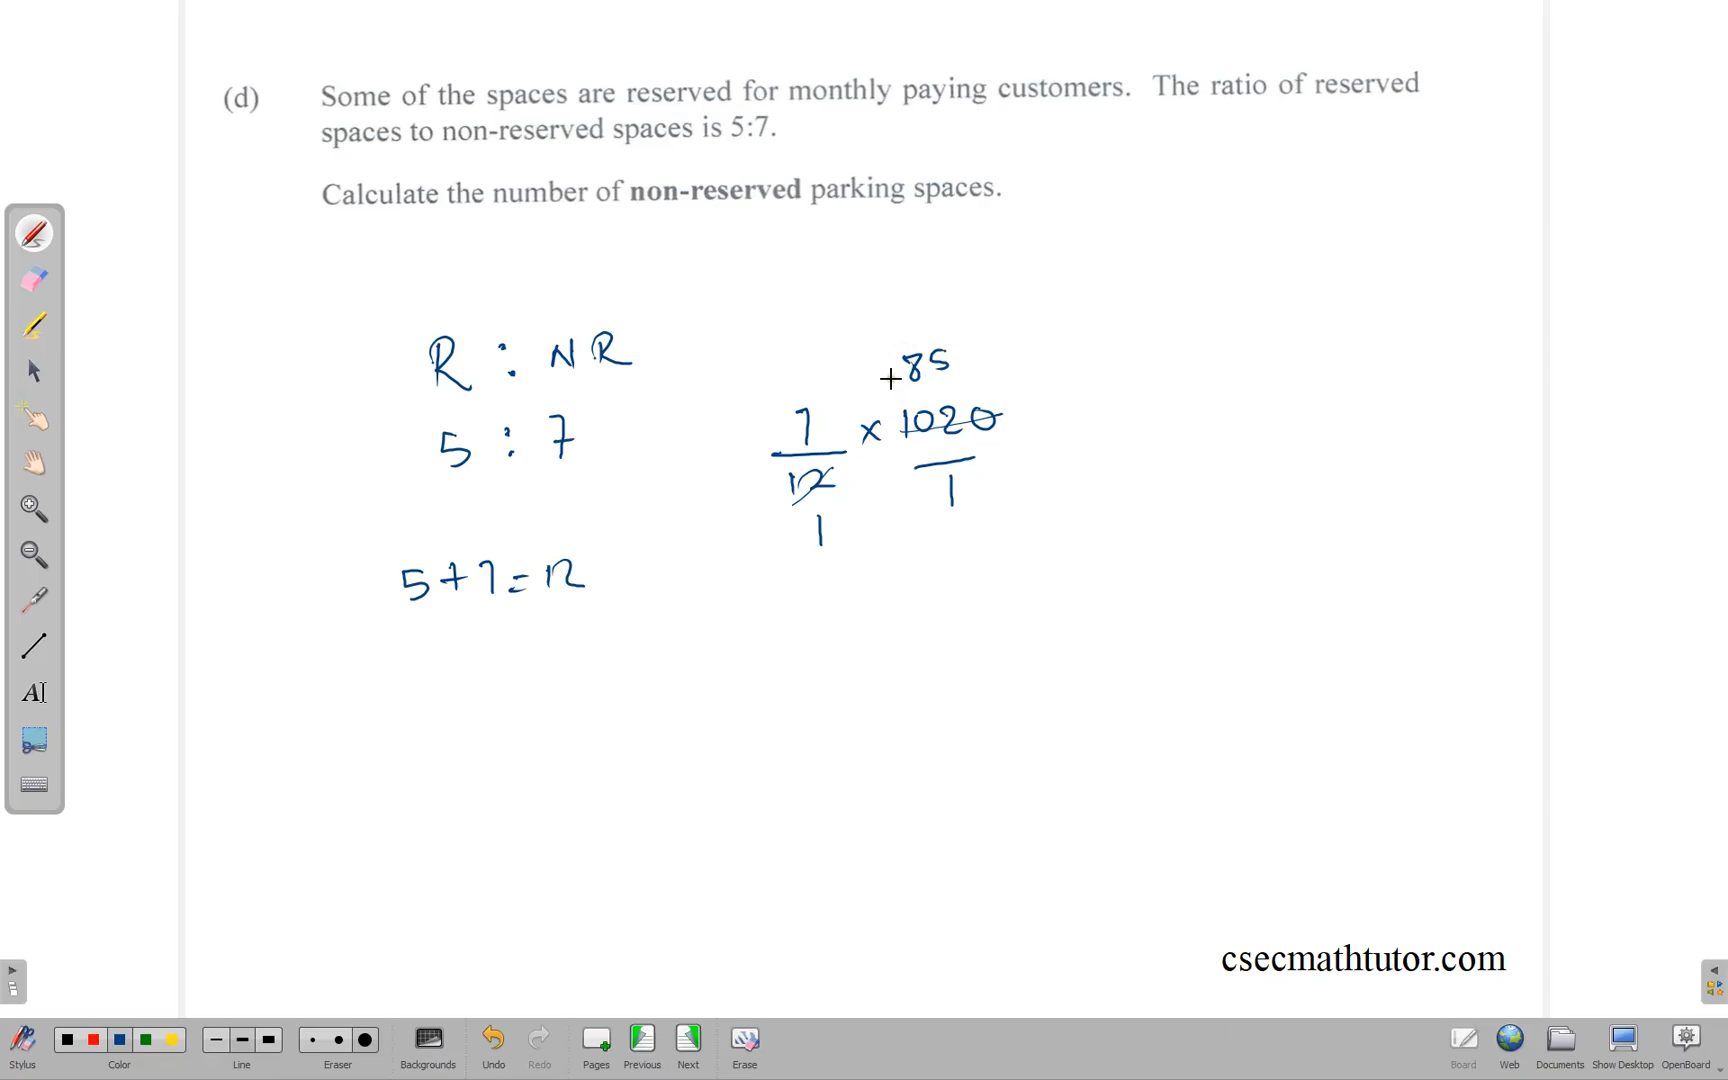 (d) Some of the spaces are reserved for monthly paying customers. The ratio of reserved
spaces to non-reserved spaces is 5:7.
Calculate the number of non-reserved parking spaces.
R : NR
5 : 7
5+7=12
85
7 × 1020
12 1
1
csecmathtutor.com
Stylus
Color
Line
Eraser
Backgrounds
Undo
Redo
Pages
Previous
Next
Erase
Board
Web
Documents
Show Desktop
OpenBoard